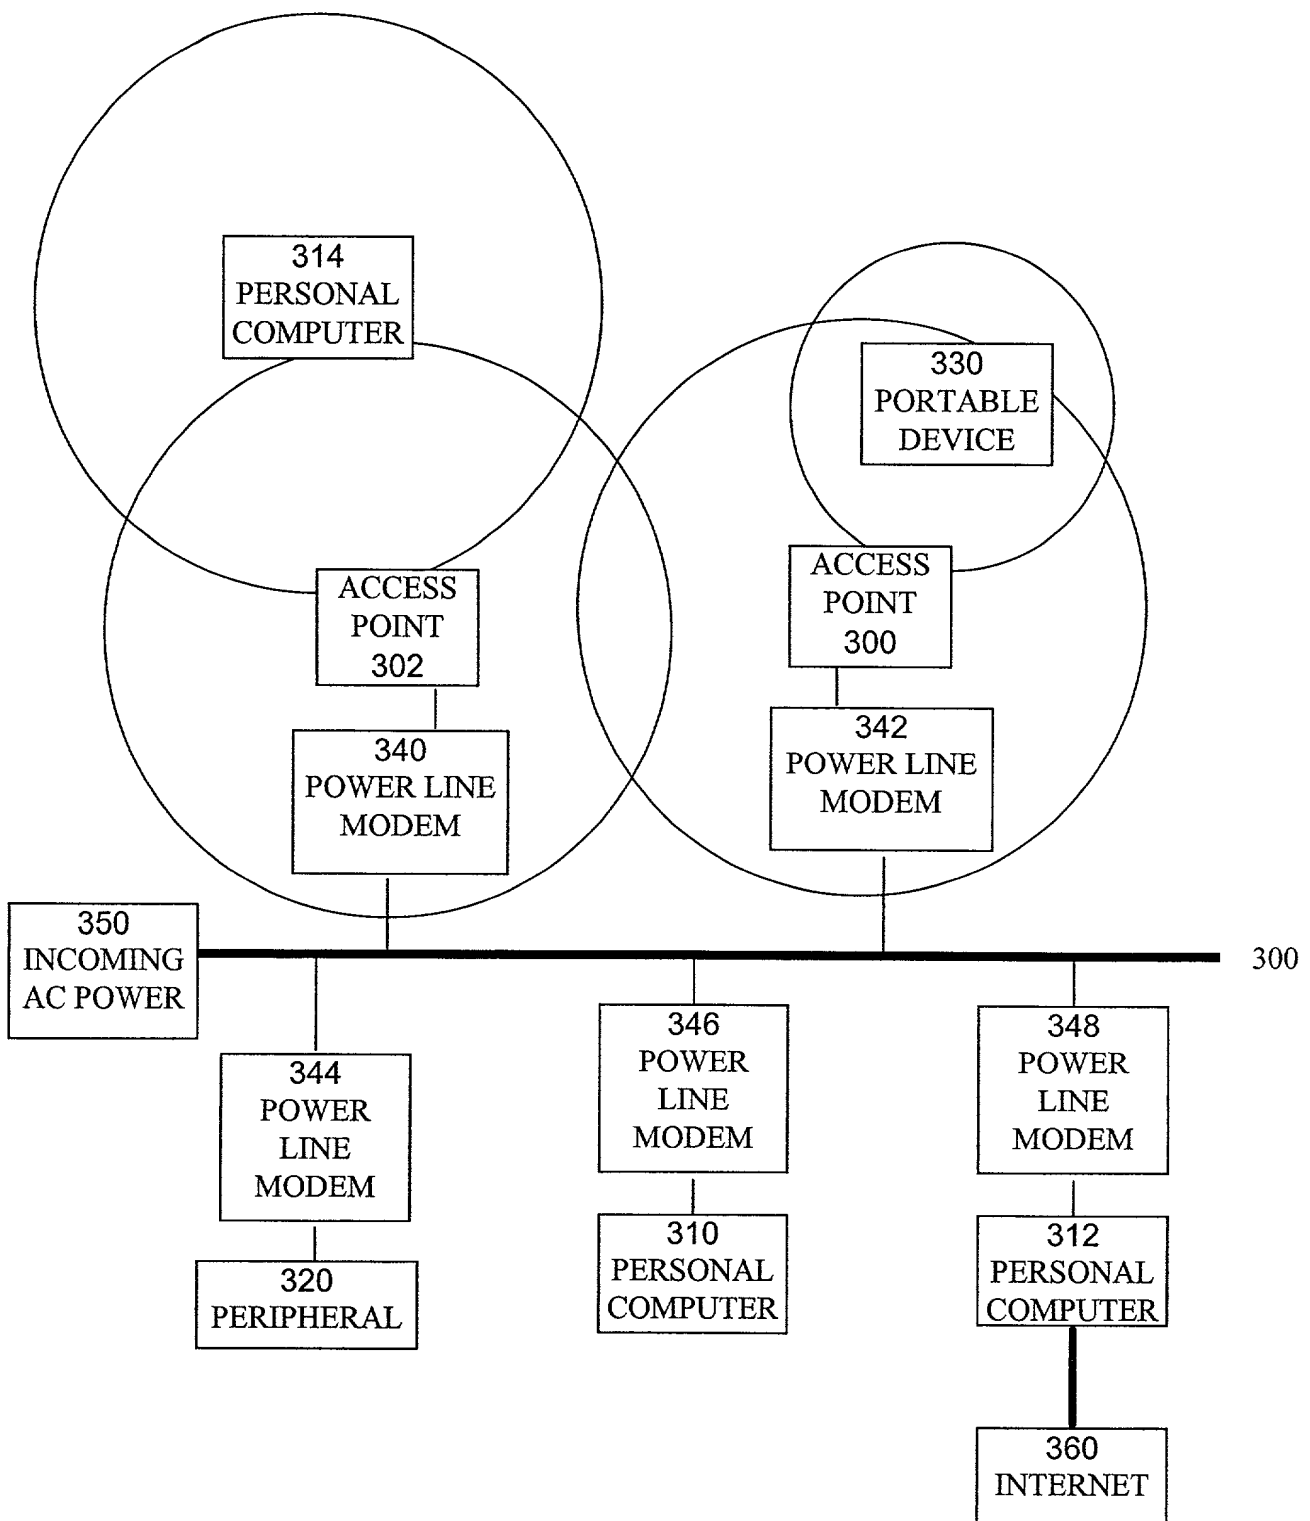 314
PERSONAL
COMPUTER
330
PORTABLE
DEVICE
ACCESS
POINT
302
ACCESS
POINT
300
340
POWER LINE
MODEM
342
POWER LINE
MODEM
350
INCOMING
AC POWER
300
344
POWER
LINE
MODEM
346
POWER
LINE
MODEM
348
POWER
LINE
MODEM
320
PERIPHERAL
310
PERSONAL
COMPUTER
312
PERSONAL
COMPUTER
360
INTERNET